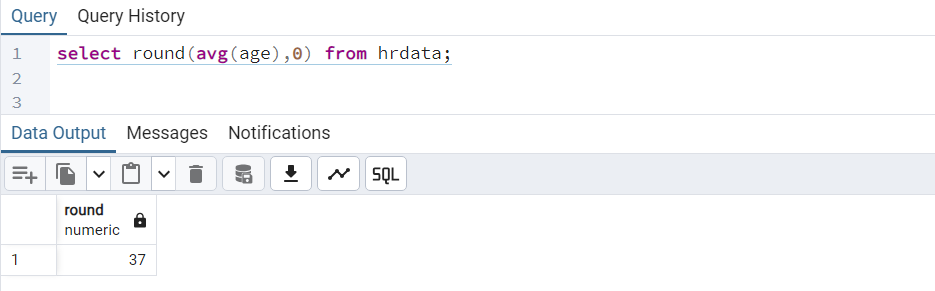 Query Query History
1 select round(avg(age),0) from hrdata;
2
3
Data Output Messages Notifications
SQL
round
numeric
1 37